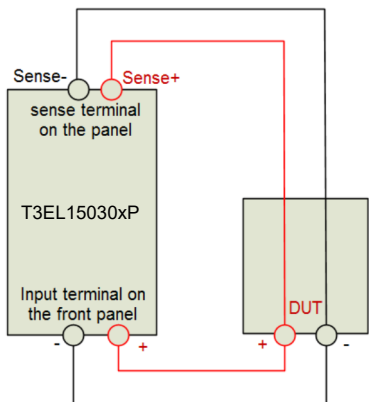 Sense-
Sense+
sense terminal
on the panel
T3EL15030xP
Input terminal on
the front panel
DUT
-
+
+
-